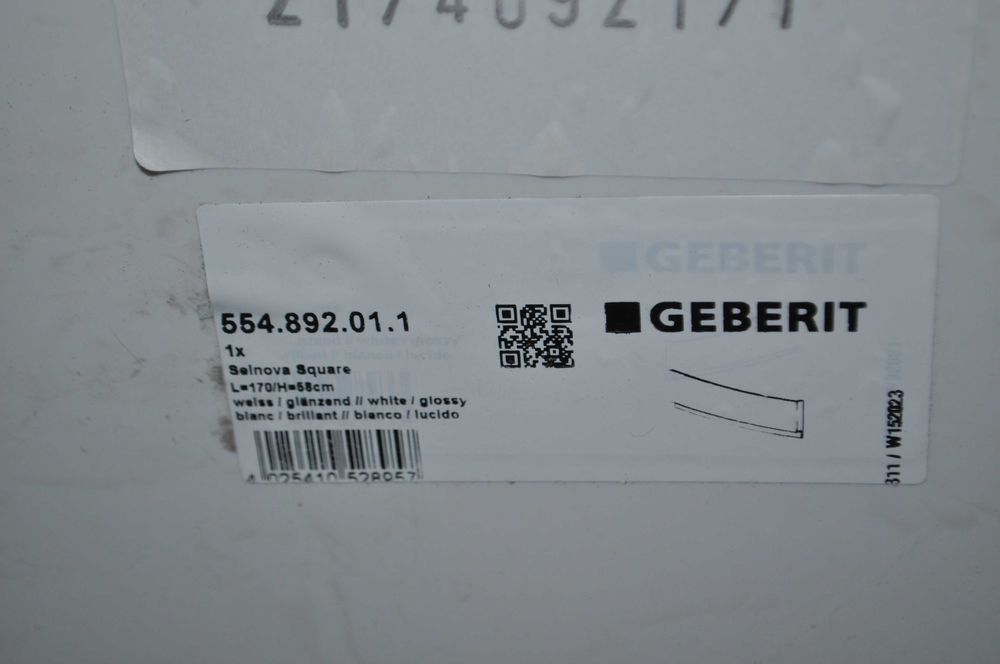 554.892.01.1
1x
Selnova Square
L=170/H=58cm
weiss / glänzend // white / glossy
blanc / brillant // bianco / lucido
4 025410 528957
GEBERIT
GEBERIT
311 / W152023